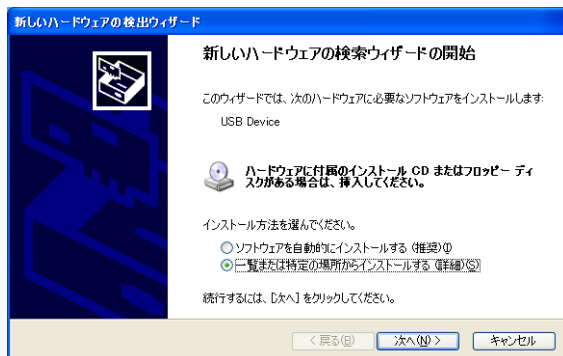 新しいハードウェアの検出ウィザード
新しいハードウェアの検索ウィザードの開始
このウィザードでは、次のハードウェアに必要なソフトウェアをインストールします:
USB Device
ハードウェアに付属のインストール CD またはフロッピー ディ
スクがある場合は、挿入してください。
インストール方法を選んでください。
ソフトウェアを自動的にインストールする (推奨)(I)
一覧または特定の場所からインストールする (詳細)(S)
続行するには、[次へ] をクリックしてください。
< 戻る(B) 次へ(N) > キャンセル